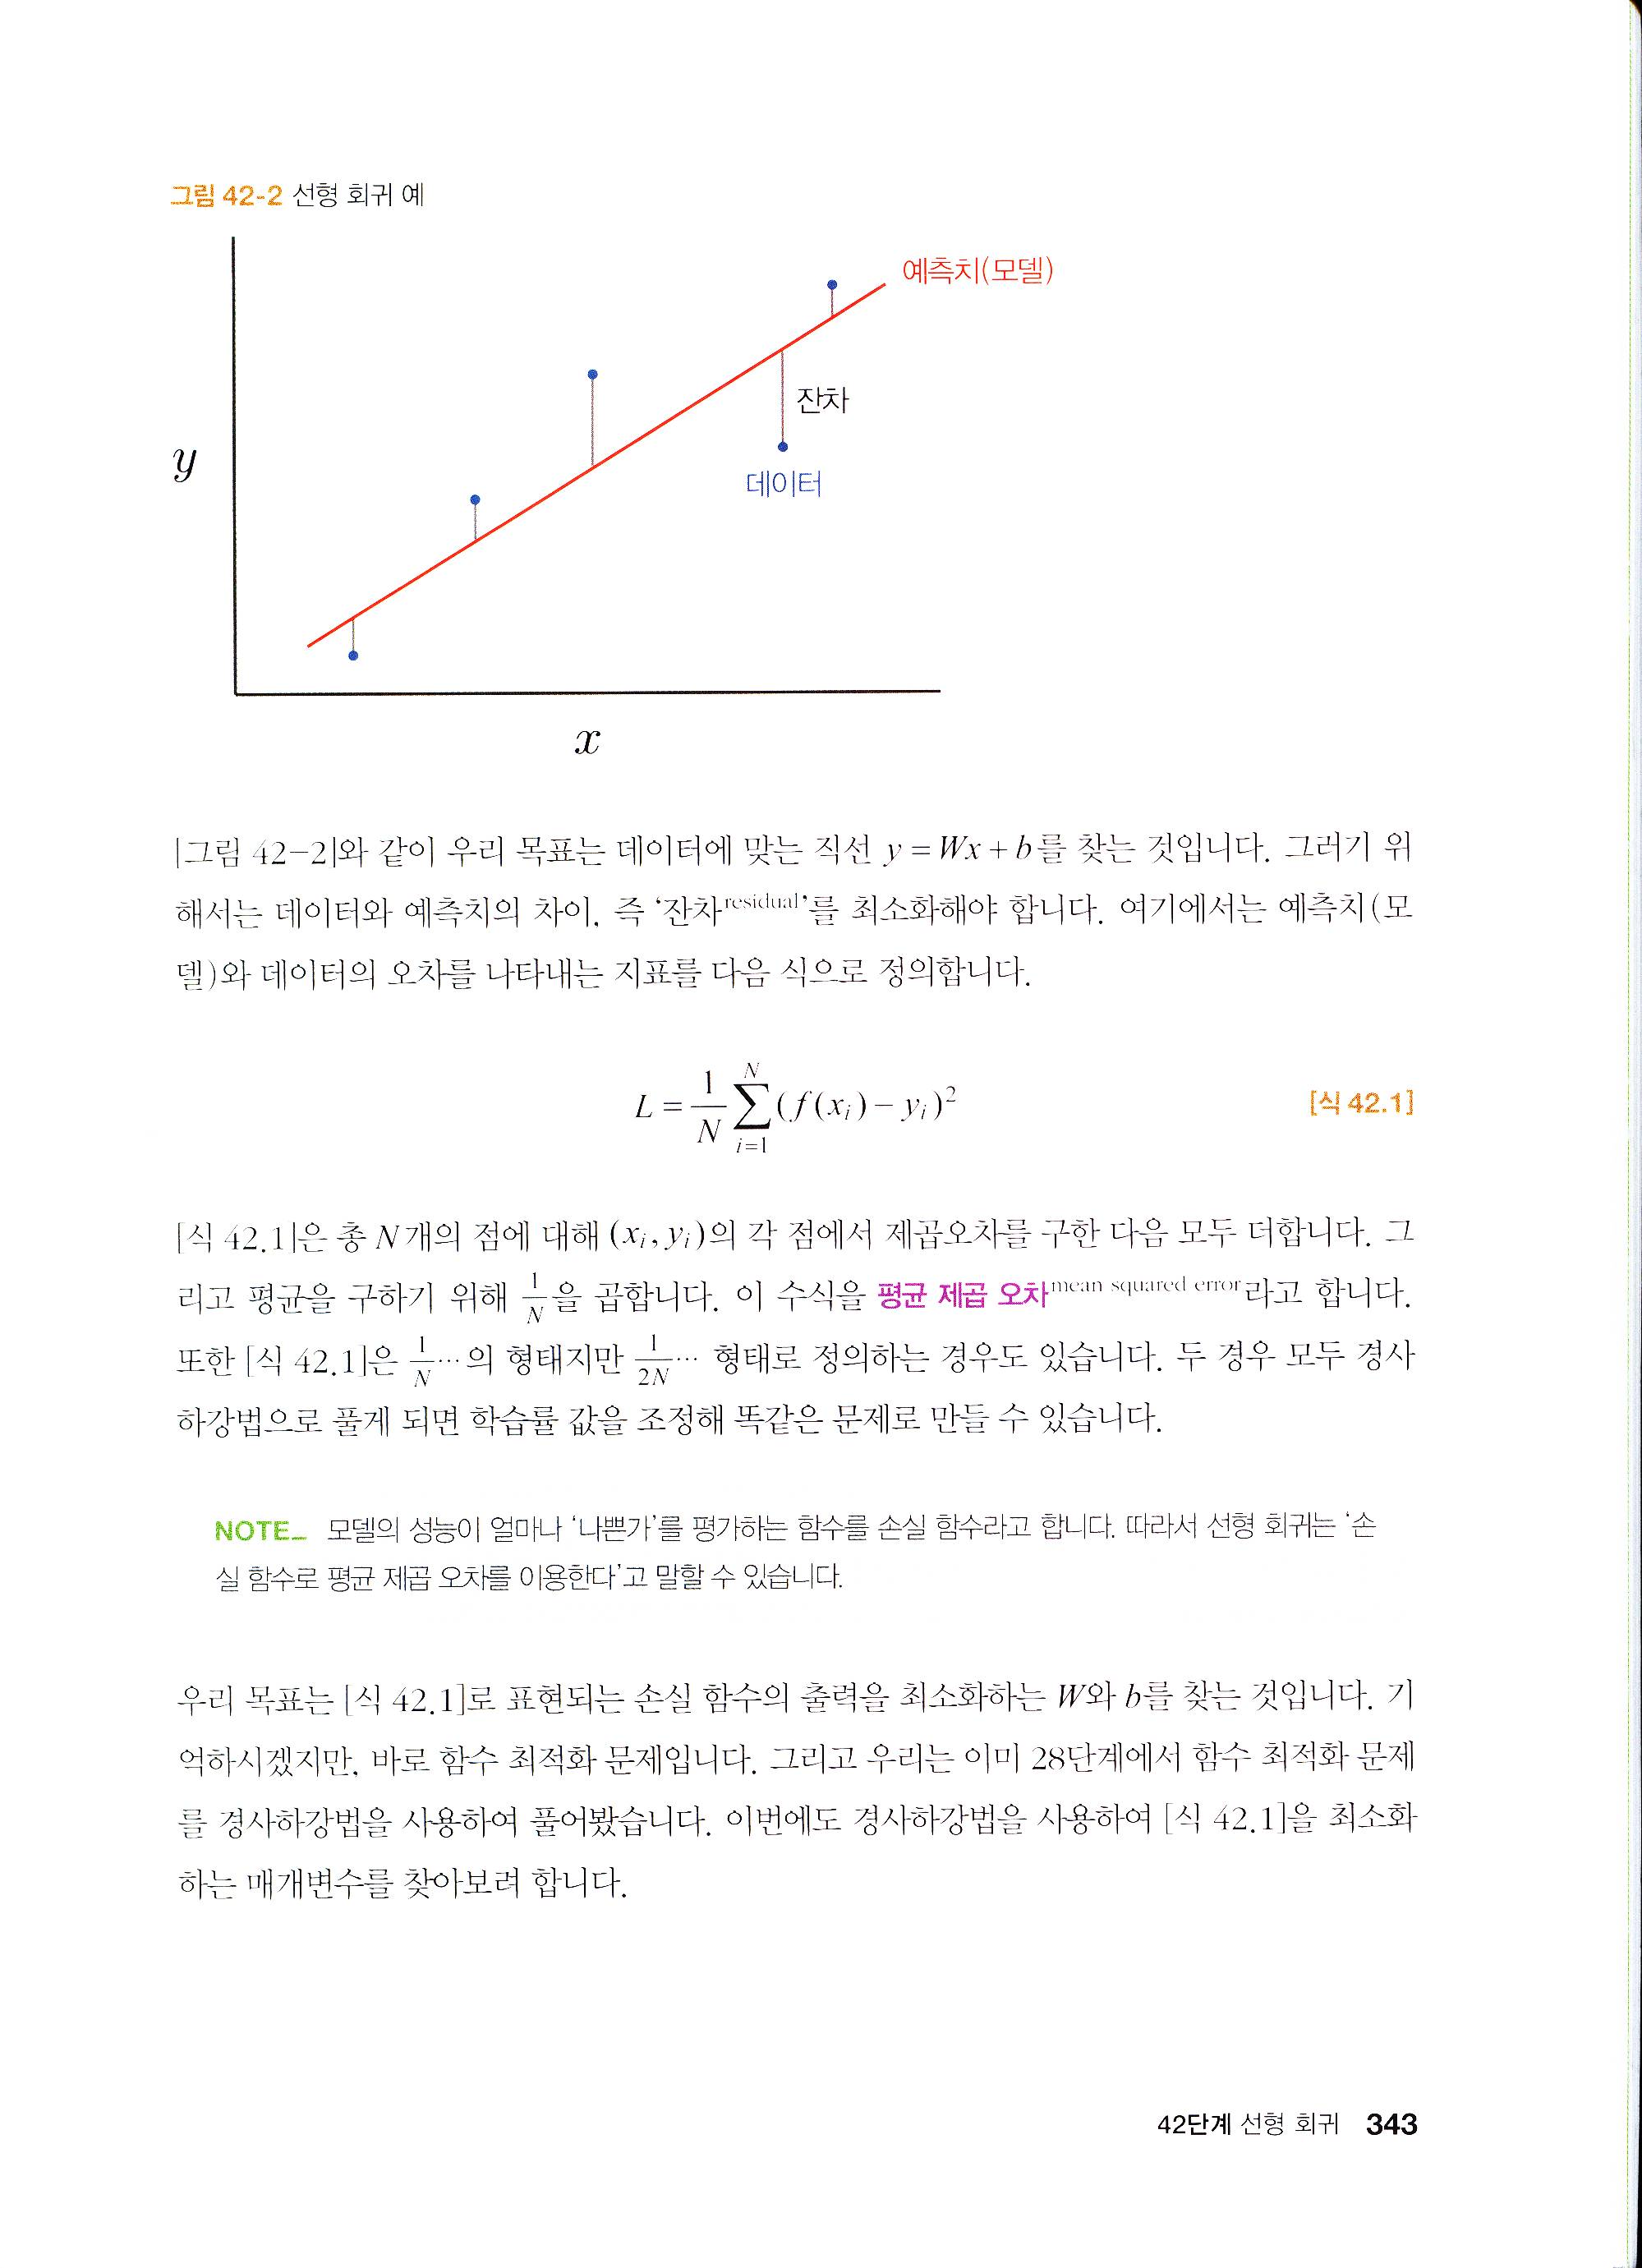 그림 42-2 선형 회귀 예
예측치(모델)
잔차
y
데이터
x
[그림 42-2]와 같이 우리 목표는 데이터에 맞는 직선 y = Wx + b를 찾는 것입니다. 그러기 위
해서는 데이터와 예측치의 차이, 즉 ‘잔차residual’를 최소화해야 합니다. 여기에서는 예측치(모
델)와 데이터의 오차를 나타내는 지표를 다음 식으로 정의합니다.
L = \frac{1}{N} \sum_{i=1}^{N} (f(x_i) − y_i)^2 [식 42.1]
[식 42.1]은 총 N개의 점에 대해 (x_i, y_i)의 각 점에서 제곱오차를 구한 다음 모두 더합니다. 그
리고 평균을 구하기 위해 \frac{1}{N}을 곱합니다. 이 수식을 평균 제곱 오차mean squared error라고 합니다.
또한 [식 42.1]은 \frac{1}{N}…의 형태지만 \frac{1}{2N}… 형태로 정의하는 경우도 있습니다. 두 경우 모두 경사
하강법으로 풀게 되면 학습률 값을 조정해 똑같은 문제로 만들 수 있습니다.
NOTE_ 모델의 성능이 얼마나 ‘나쁜가’를 평가하는 함수를 손실 함수라고 합니다. 따라서 선형 회귀는 ‘손
실 함수로 평균 제곱 오차를 이용한다’고 말할 수 있습니다.
우리 목표는 [식 42.1]로 표현되는 손실 함수의 출력을 최소화하는 W와 b를 찾는 것입니다. 기
억하시겠지만, 바로 함수 최적화 문제입니다. 그리고 우리는 이미 28단계에서 함수 최적화 문제
를 경사하강법을 사용하여 풀어봤습니다. 이번에도 경사하강법을 사용하여 [식 42.1]을 최소화
하는 매개변수를 찾아보려 합니다.
42단계 선형 회귀 343